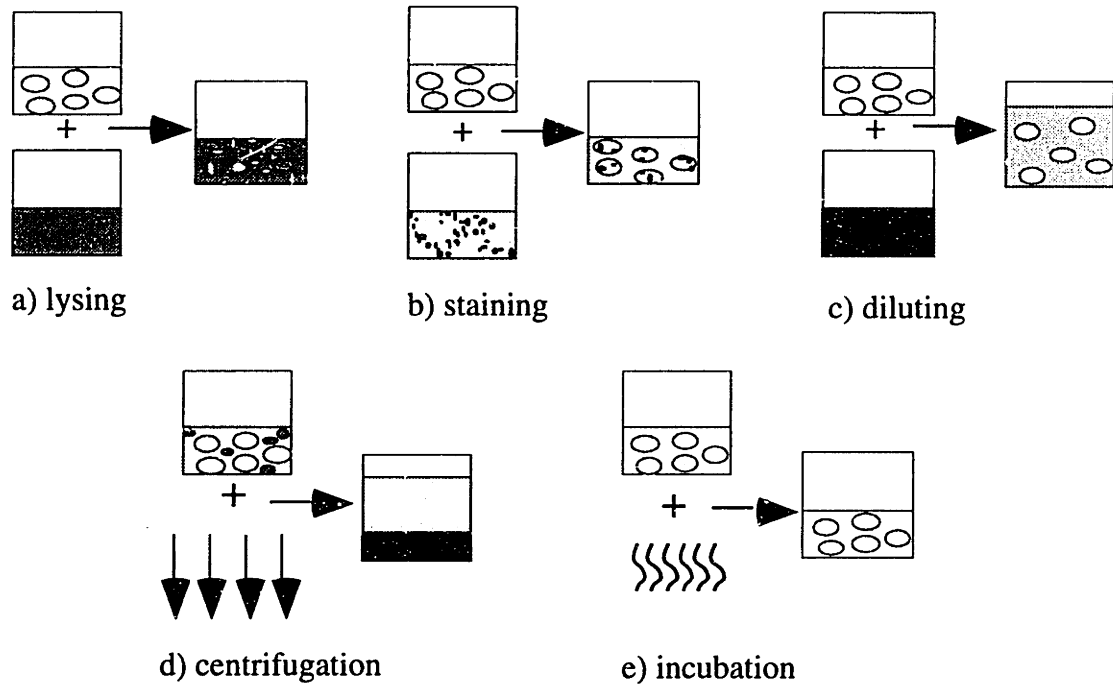 a) lysing
b) staining
c) diluting
d) centrifugation
e) incubation